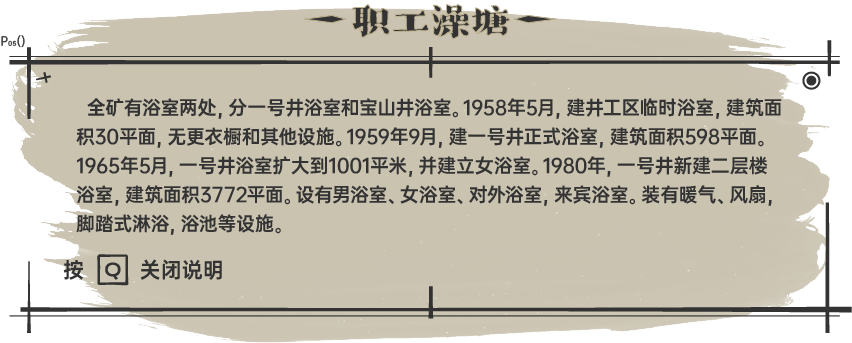 职工澡塘
Pos()
全矿有浴室两处, 分一号井浴室和宝山井浴室。1958年5月, 建井工区临时浴室, 建筑面
积30平面, 无更衣橱和其他设施。1959年9月, 建一号井正式浴室, 建筑面积598平面。
1965年5月, 一号井浴室扩大到1001平米, 并建立女浴室。1980年, 一号井新建二层楼
浴室, 建筑面积3772平面。设有男浴室、女浴室、对外浴室, 来宾浴室。装有暖气、风扇,
脚踏式淋浴, 浴池等设施。
按 Q 关闭说明